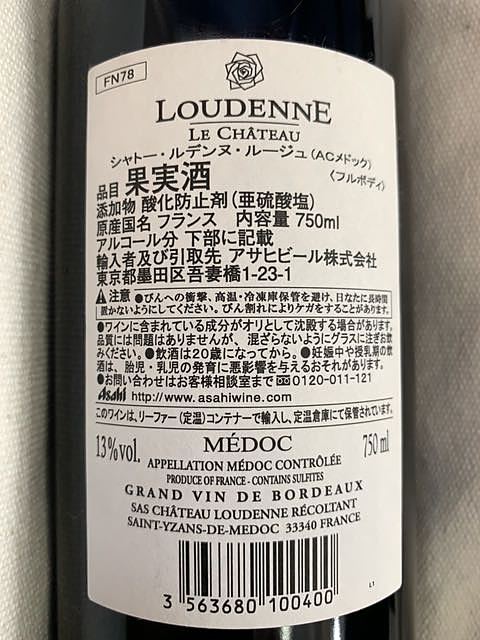 FN78
LOUDENNE
LE CHÂTEAU
シャトー・ルデンヌ・ルージュ(ACメドック)
〈フルボディ〉
品目 果実酒
添加物 酸化防止剤(亜硫酸塩)
原産国名 フランス 内容量 750ml
アルコール分 下部に記載
輸入者及び引取先 アサヒビール株式会社
東京都墨田区吾妻橋1-23-1
⚠注意 ●びんへの衝撃、高温・冷凍庫保管を避け、日なたに長時間
置かないようにしてください。びん割れによりケガをすることがあります。
●ワインに含まれている成分がオリとして沈殿する場合があります。
品質には問題はありませんが、混ざらないようにグラスに注ぎお飲
みください。●飲酒は20歳になってから。●妊娠中や授乳期の飲
酒は、胎児・乳児の発育に悪影響を与えるおそれがあります。
●お問い合わせはお客様相談室まで 0120-011-121
Asahi http://www.asahiwine.com/
このワインは、リーファー(定温)コンテナーで輸入し、定温倉庫にて保管されています。
13%vol. MÉDOC 750 ml
APPELLATION MÉDOC CONTRÔLÉE
PRODUCE OF FRANCE - CONTAINS SULFITES
GRAND VIN DE BORDEAUX
SAS CHÂTEAU LOUDENNE RÉCOLTANT
SAINT-YZANS-DE-MEDOC 33340 FRANCE
3 563680 100400
L1